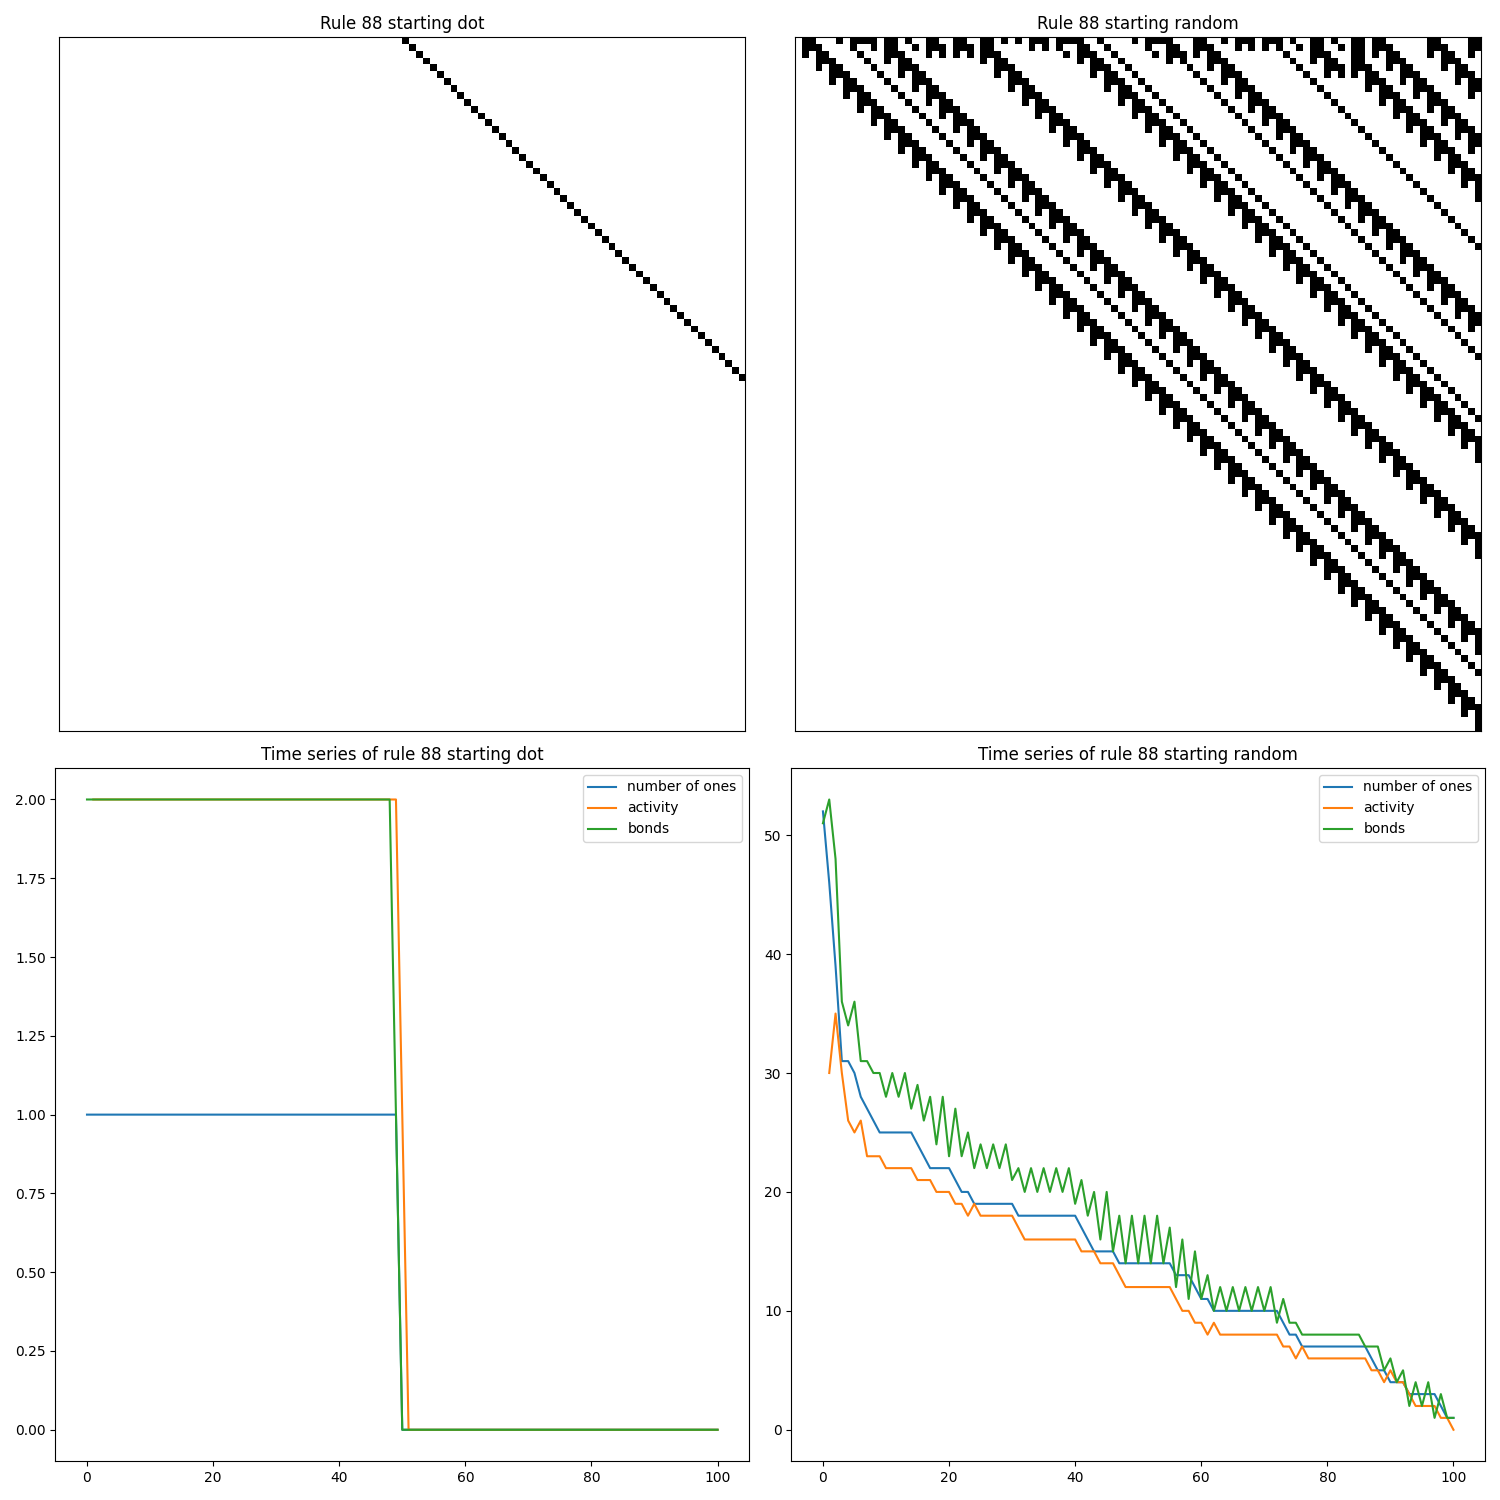 Rule 88 starting dot
Rule 88 starting random
Time series of rule 88 starting dot
number of ones
activity
bonds
2.00
1.75
1.50
1.25
1.00
0.75
0.50
0.25
0.00
0 20 40 60 80 100
Time series of rule 88 starting random
number of ones
activity
bonds
50
40
30
20
10
0
0 20 40 60 80 100